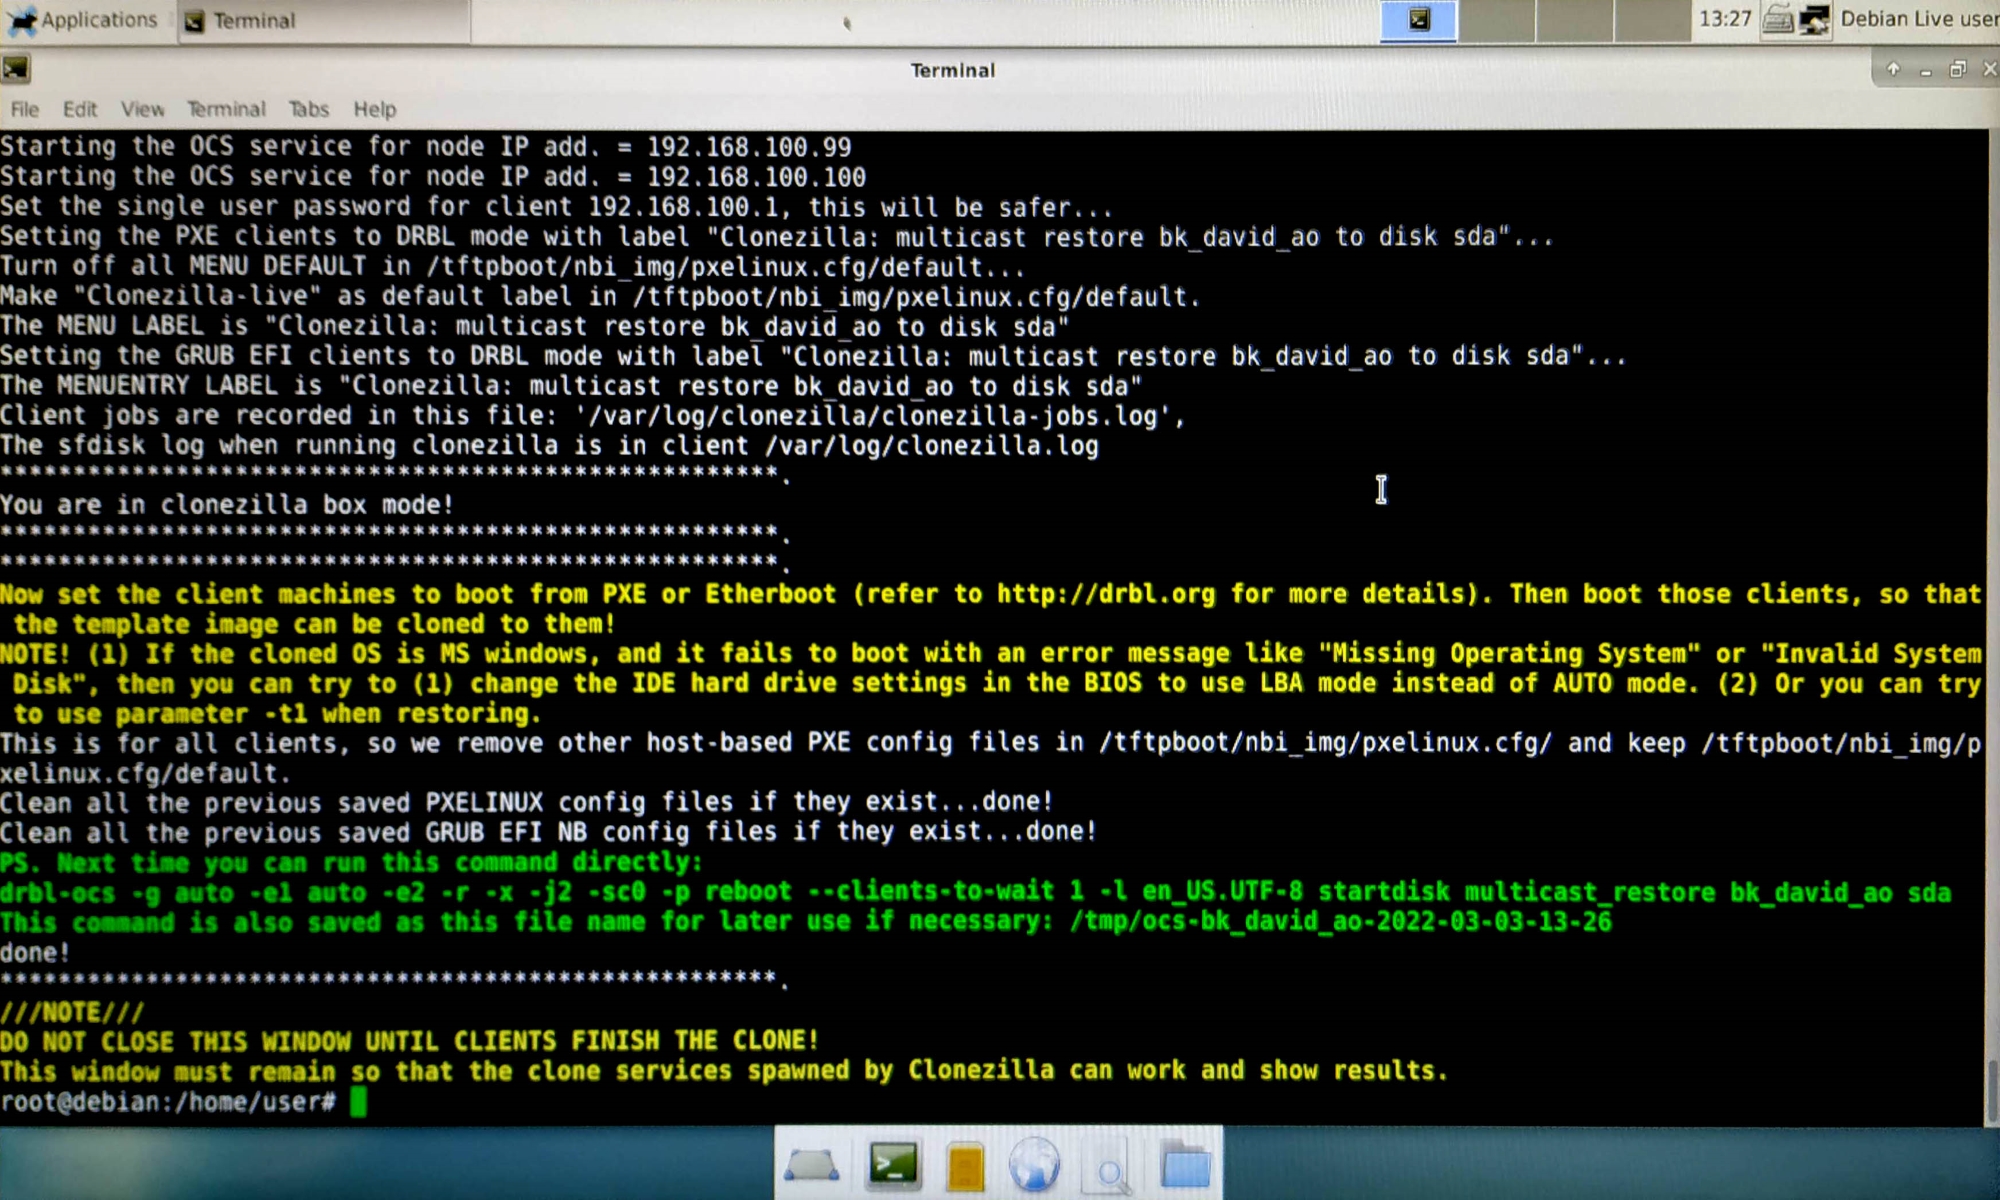 Applications Terminal 13:27 Debian Live user
Terminal
File Edit View Terminal Tabs Help
Starting the OCS service for node IP add. = 192.168.100.99
Starting the OCS service for node IP add. = 192.168.100.100
Set the single user password for client 192.168.100.1, this will be safer...
Setting the PXE clients to DRBL mode with label "Clonezilla: multicast restore bk_david_ao to disk sda"...
Turn off all MENU DEFAULT in /tftpboot/nbi_img/pxelinux.cfg/default...
Make "Clonezilla-live" as default label in /tftpboot/nbi_img/pxelinux.cfg/default.
The MENU LABEL is "Clonezilla: multicast restore bk_david_ao to disk sda"
Setting the GRUB EFI clients to DRBL mode with label "Clonezilla: multicast restore bk_david_ao to disk sda"...
The MENUENTRY LABEL is "Clonezilla: multicast restore bk_david_ao to disk sda"
Client jobs are recorded in this file: '/var/log/clonezilla/clonezilla-jobs.log',
The sfdisk log when running clonezilla is in client /var/log/clonezilla.log
*****************************************************.
You are in clonezilla box mode!
*****************************************************.
*****************************************************.
Now set the client machines to boot from PXE or Etherboot (refer to http://drbl.org for more details). Then boot those clients, so that
the template image can be cloned to them!
NOTE! (1) If the cloned OS is MS windows, and it fails to boot with an error message like "Missing Operating System" or "Invalid System
Disk", then you can try to (1) change the IDE hard drive settings in the BIOS to use LBA mode instead of AUTO mode. (2) Or you can try
to use parameter -t1 when restoring.
This is for all clients, so we remove other host-based PXE config files in /tftpboot/nbi_img/pxelinux.cfg/ and keep /tftpboot/nbi_img/p
xelinux.cfg/default.
Clean all the previous saved PXELINUX config files if they exist...done!
Clean all the previous saved GRUB EFI NB config files if they exist...done!
PS. Next time you can run this command directly:
drbl-ocs -g auto -e1 auto -e2 -r -x -j2 -sc0 -p reboot --clients-to-wait 1 -l en_US.UTF-8 startdisk multicast_restore bk_david_ao sda
This command is also saved as this file name for later use if necessary: /tmp/ocs-bk_david_ao-2022-03-03-13-26
done!
*****************************************************.
///NOTE///
DO NOT CLOSE THIS WINDOW UNTIL CLIENTS FINISH THE CLONE!
This window must remain so that the clone services spawned by Clonezilla can work and show results.
root@debian:/home/user#